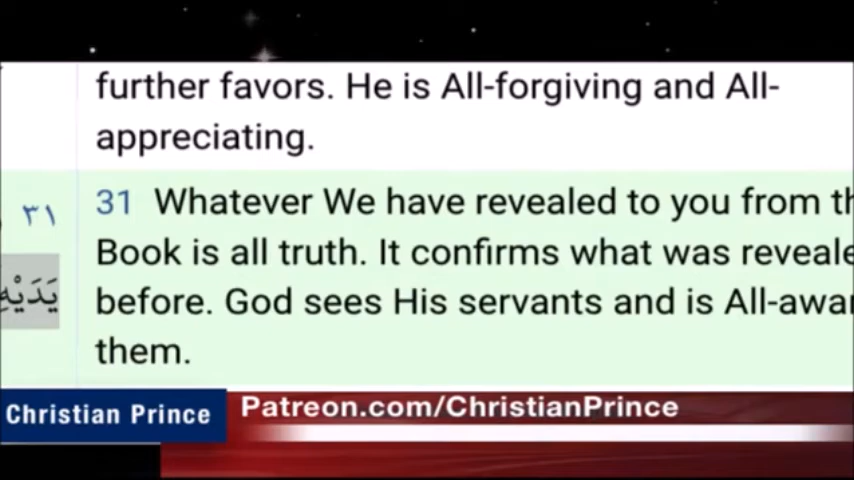 further favors. He is All-forgiving and All-
appreciating.
٣١
31 Whatever We have revealed to you from
Book is all truth. It confirms what was
يَدَيْهِ
before. God sees His servants and is
them.
Christian Prince
Patreon.com/ChristianPrince